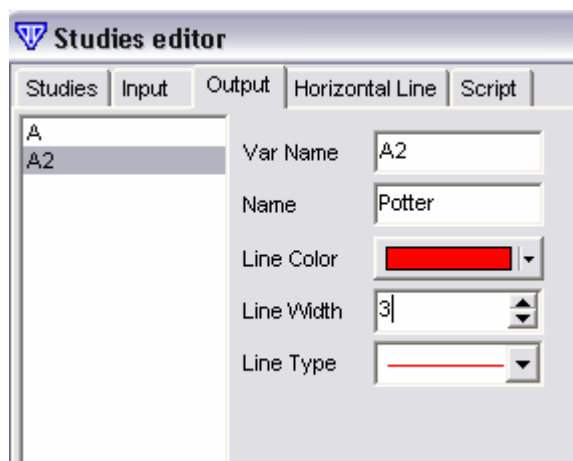 Studies editor
Studies Input Output Horizontal Line Script
A
A2
Var Name A2
Name Potter
Line Color
Line Width 3
Line Type